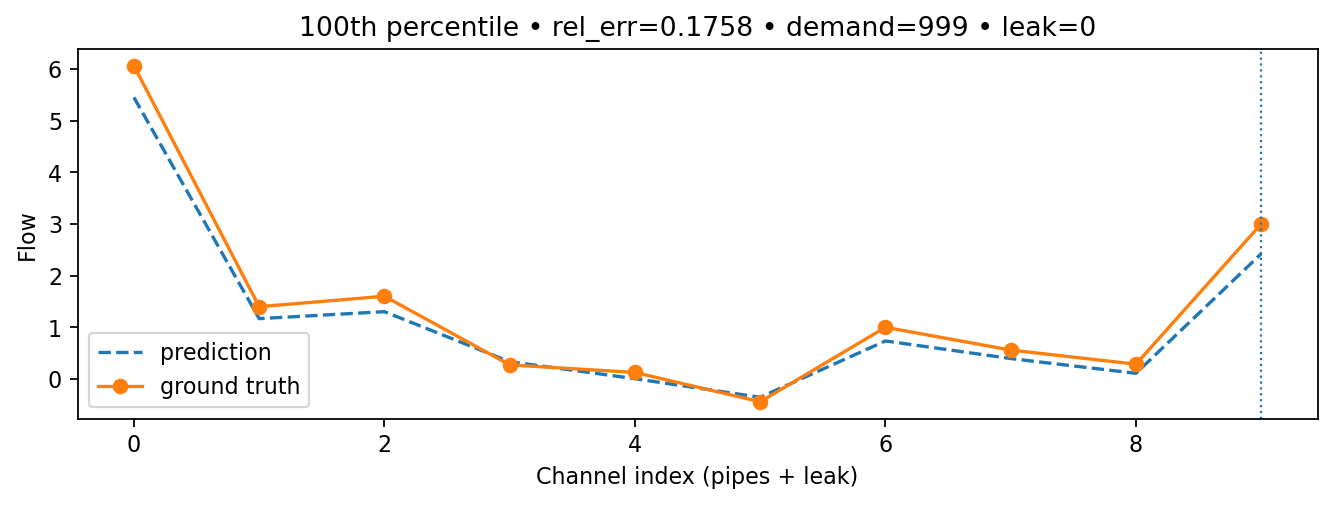 100th percentile • rel_err=0.1758 • demand=999 • leak=0
6
5
4
3
2
1
0
Flow
prediction
ground truth
0 2 4 6 8
Channel index (pipes + leak)